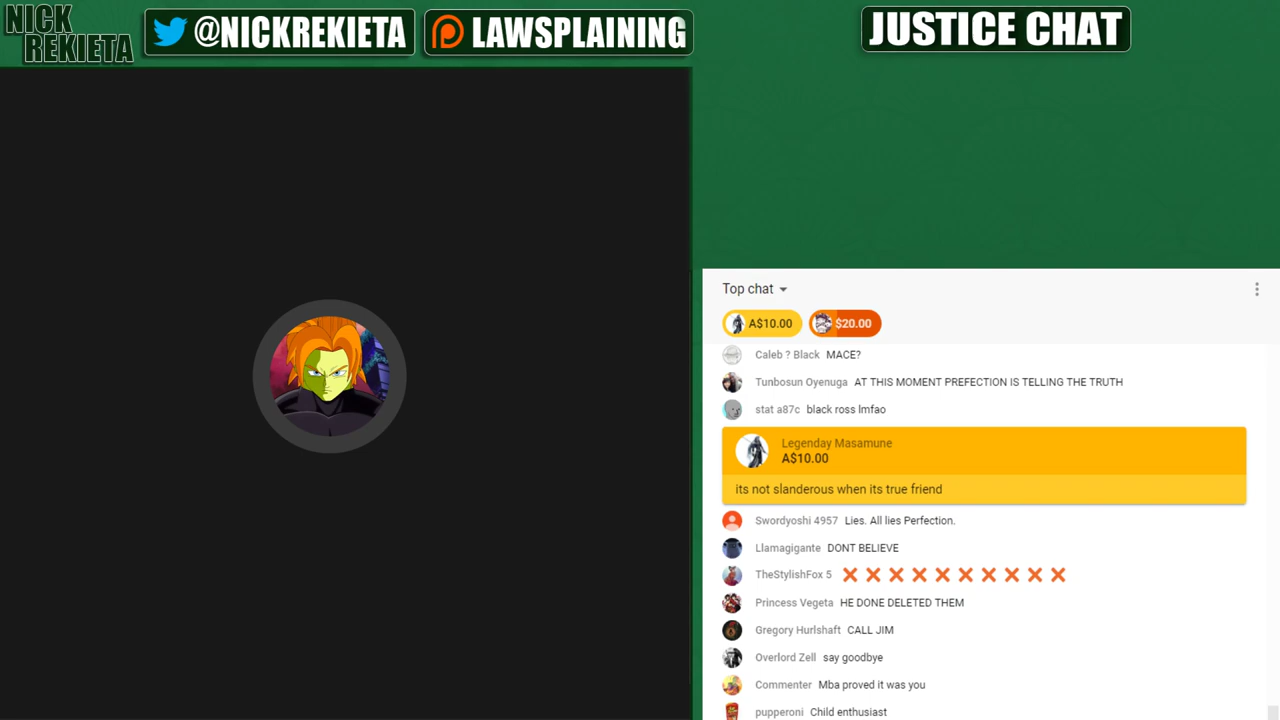 NICK
REKIETA
@NICKREKIETA
LAWSPLAINING
JUSTICE CHAT
Top chat
A$10.00
$20.00
Caleb ? Black MACE?
Tunbosun Oyenuga AT THIS MOMENT PREFECTION IS TELLING THE TRUTH
stat a87c black ross lmfao
Legenday Masamune
A$10.00
its not slanderous when its true friend
Swordyoshi 4957 Lies. All lies Perfection.
Llamagigante DONT BELIEVE
TheStylishFox 5 ❌❌❌❌❌❌❌❌❌❌
Princess Vegeta HE DONE DELETED THEM
Gregory Hurlshaft CALL JIM
Overlord Zell say goodbye
Commenter Mba proved it was you
pupperoni Child enthusiast